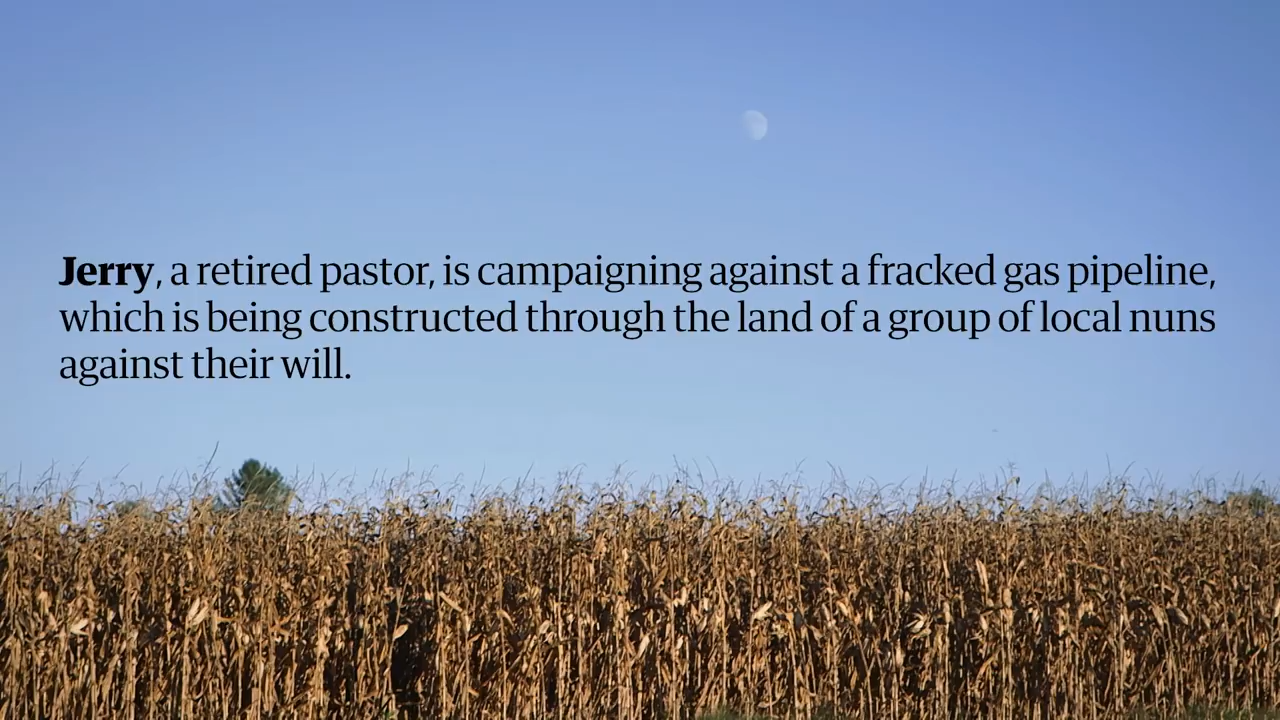 Jerry, a retired pastor, is campaigning against a fracked gas pipeline,
which is being constructed through the land of a group of local nuns
against their will.